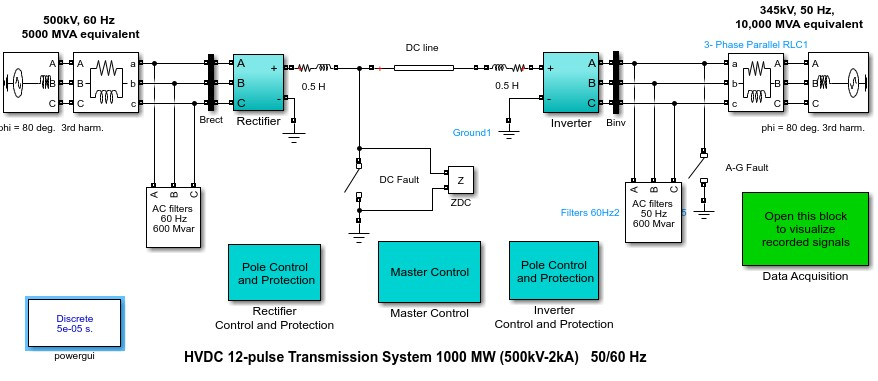 500kV, 60 Hz
5000 MVA equivalent
345kV, 50 Hz,
10,000 MVA equivalent
3- Phase Parallel RLC1
DC line
A
B
C
A
B
C
a
b
c
A
B
C
+
-
0.5 H
0.5 H
+
-
A
B
C
a
b
c
A
B
C
A
B
C
Brect
Rectifier
Ground1
Inverter
Binv
phi = 80 deg. 3rd harm.
phi = 80 deg. 3rd harm.
DC Fault
Z
ZDC
A-G Fault
A
B
C
AC filters
60 Hz
600 Mvar
Filters 60Hz2
A
B
C
AC filters
50 Hz
600 Mvar
5
Open this block
to visualize
recorded signals
Data Acquisition
Pole Control
and Protection
Rectifier
Control and Protection
Master Control
Master Control
Pole Control
and Protection
Inverter
Control and Protection
Discrete
5e-05 s.
powergui
HVDC 12-pulse Transmission System 1000 MW (500kV-2kA) 50/60 Hz